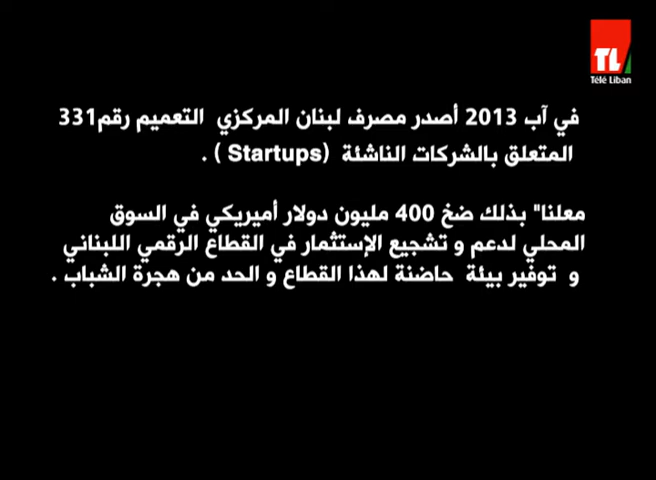 TL
Télé Liban
في آب 2013 أصدر مصرف لبنان المركزي التعميم رقم331
المتعلق بالشركات الناشئة (Startups ) .
معلنا" بذلك ضخ 400 مليون دولار أميريكي في السوق
المحلي لدعم و تشجيع الإستثمار في القطاع الرقمي اللبناني
و توفير بيئة حاضنة لهذا القطاع و الحد من هجرة الشباب .